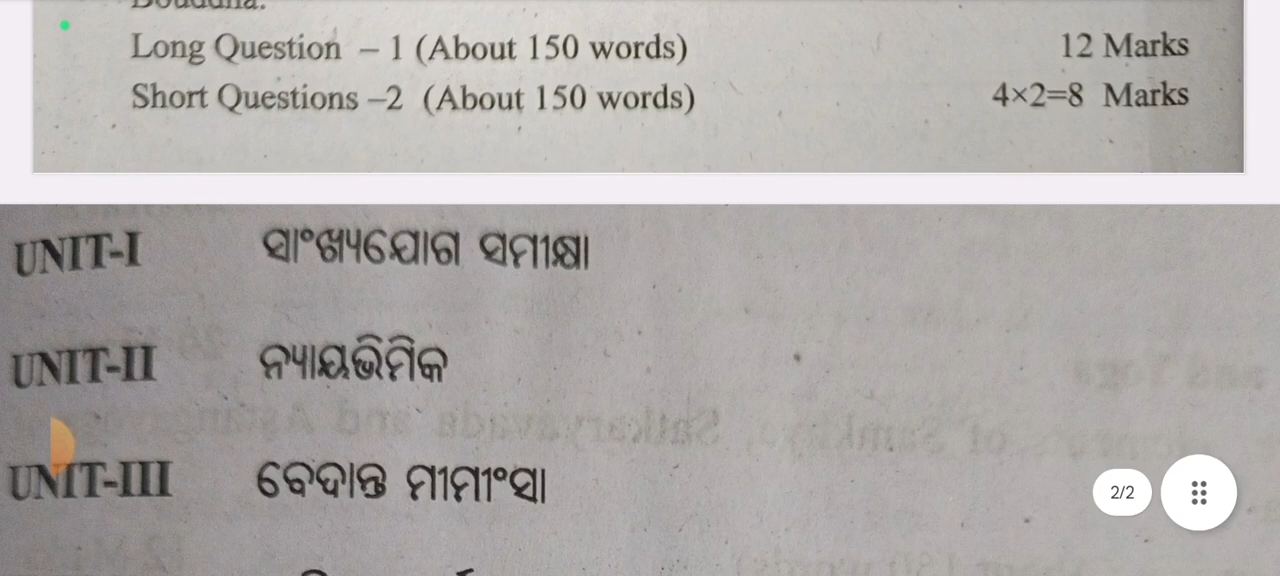 Long Question – 1 (About 150 words) 12 Marks
Short Questions –2 (About 150 words) 4×2=8 Marks
UNIT-I ସାଂଖ୍ୟଯୋଗ ସମୀକ୍ଷା
UNIT-II ନ୍ୟାୟଭିମିକ
UNIT-III ବେଦାନ୍ତ ମୀମାଂସା
2/2